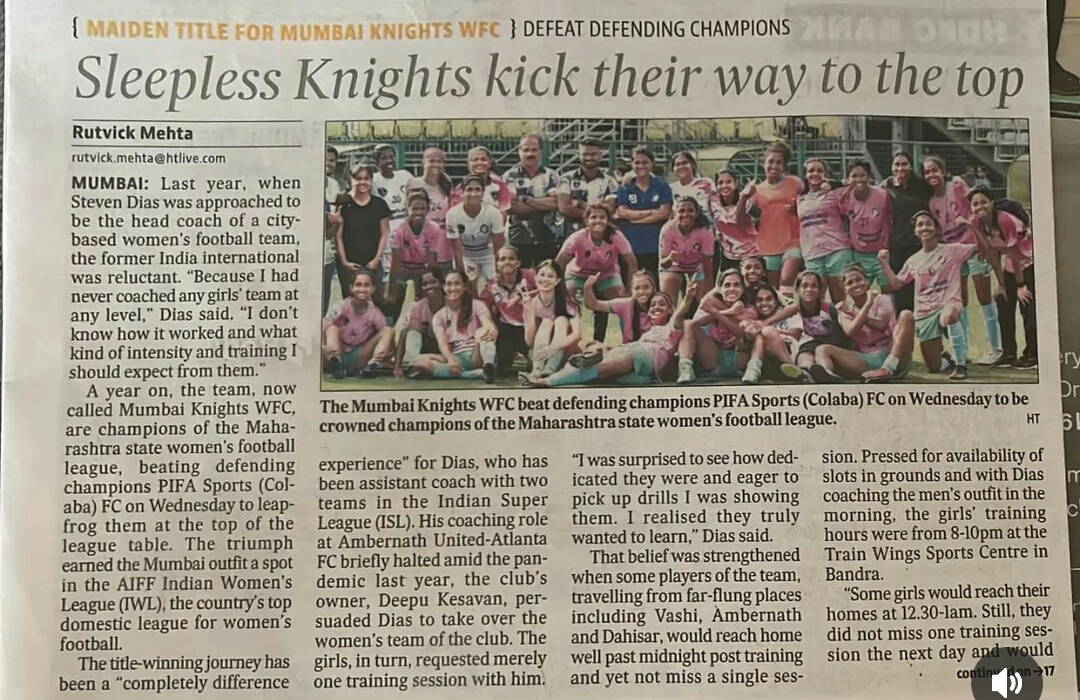 { MAIDEN TITLE FOR MUMBAI KNIGHTS WFC } DEFEAT DEFENDING CHAMPIONS
Sleepless Knights kick their way to the top
Rutvick Mehta
rutvick.mehta@htlive.com
MUMBAI: Last year, when
Steven Dias was approached to
be the head coach of a city-
based women's football team,
the former India international
was reluctant. "Because I had
never coached any girls' team at
any level," Dias said. "I don't
know how it worked and what
kind of intensity and training I
should expect from them."
A year on, the team, now
called Mumbai Knights WFC,
are champions of the Maha-
rashtra state women's football
league, beating defending
champions PIFA Sports (Col-
aba) FC on Wednesday to leap-
frog them at the top of the
league table. The triumph
earned the Mumbai outfit a spot
in the AIFF Indian Women's
League (IWL), the country's top
domestic league for women's
football.
The title-winning journey has
been a "completely difference
The Mumbai Knights WFC beat defending champions PIFA Sports (Colaba) FC on Wednesday to be
crowned champions of the Maharashtra state women's football league.
HT
experience" for Dias, who has
been assistant coach with two
teams in the Indian Super
League (ISL). His coaching role
at Ambernath United-Atlanta
FC briefly halted amid the pan-
demic last year, the club's
owner, Deepu Kesavan, per-
suaded Dias to take over the
women's team of the club. The
girls, in turn, requested merely
one training session with him.
"I was surprised to see how ded-
icated they were and eager to
pick up drills I was showing
them. I realised they truly
wanted to learn," Dias said.
That belief was strengthened
when some players of the team,
travelling from far-flung places
including Vashi, Ambernath
and Dahisar, would reach home
well past midnight post training
and yet not miss a single ses-
sion. Pressed for availability of
slots in grounds and with Dias
coaching the men's outfit in the
morning, the girls' training
hours were from 8-10pm at the
Train Wings Sports Centre in
Bandra.
"Some girls would reach their
homes at 12.30-1am. Still, they
did not miss one training ses-
sion the next day and would
continued on →17